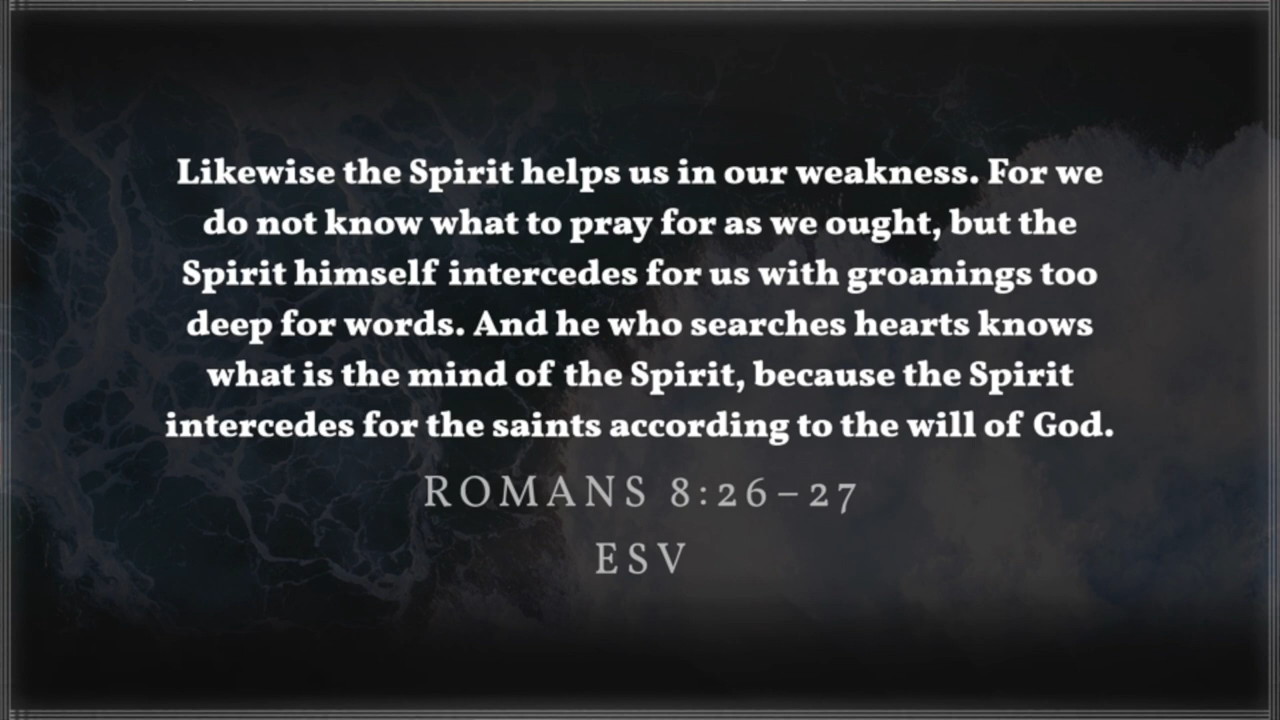 Likewise the Spirit helps us in our weakness. For we
do not know what to pray for as we ought, but the
Spirit himself intercedes for us with groanings too
deep for words. And he who searches hearts knows
what is the mind of the Spirit, because the Spirit
intercedes for the saints according to the will of God.
ROMANS 8:26–27
ESV